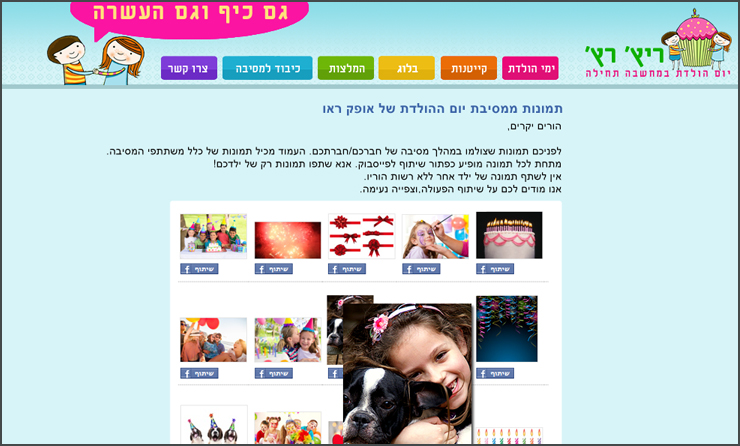 גם כיף וגם העשרה
ריץ' רץ'
יום הולדת במחשבה תחילה
ימי הולדת
קייטנות
בלוג
המלצות
כיבוד למסיבה
צרו קשר
תמונות ממסיבת יום ההולדת של אופק ראו
הורים יקרים,
לפניכם תמונות שצולמו במהלך מסיבה של חברכם/חברתכם. העמוד מכיל תמונות של כלל משתתפי המסיבה.
מתחת לכל תמונה מופיע כפתור שיתוף לפייסבוק. אנא שתפו תמונות רק של ילדכם!
אין לשתף תמונה של ילד אחר ללא רשות הוריו.
אנו מודים לכם על שיתוף הפעולה,וצפייה נעימה.
שיתוף f
שיתוף f
שיתוף f
שיתוף f
שיתוף f
שיתוף f
שיתוף
שיתוף f
שיתוף f